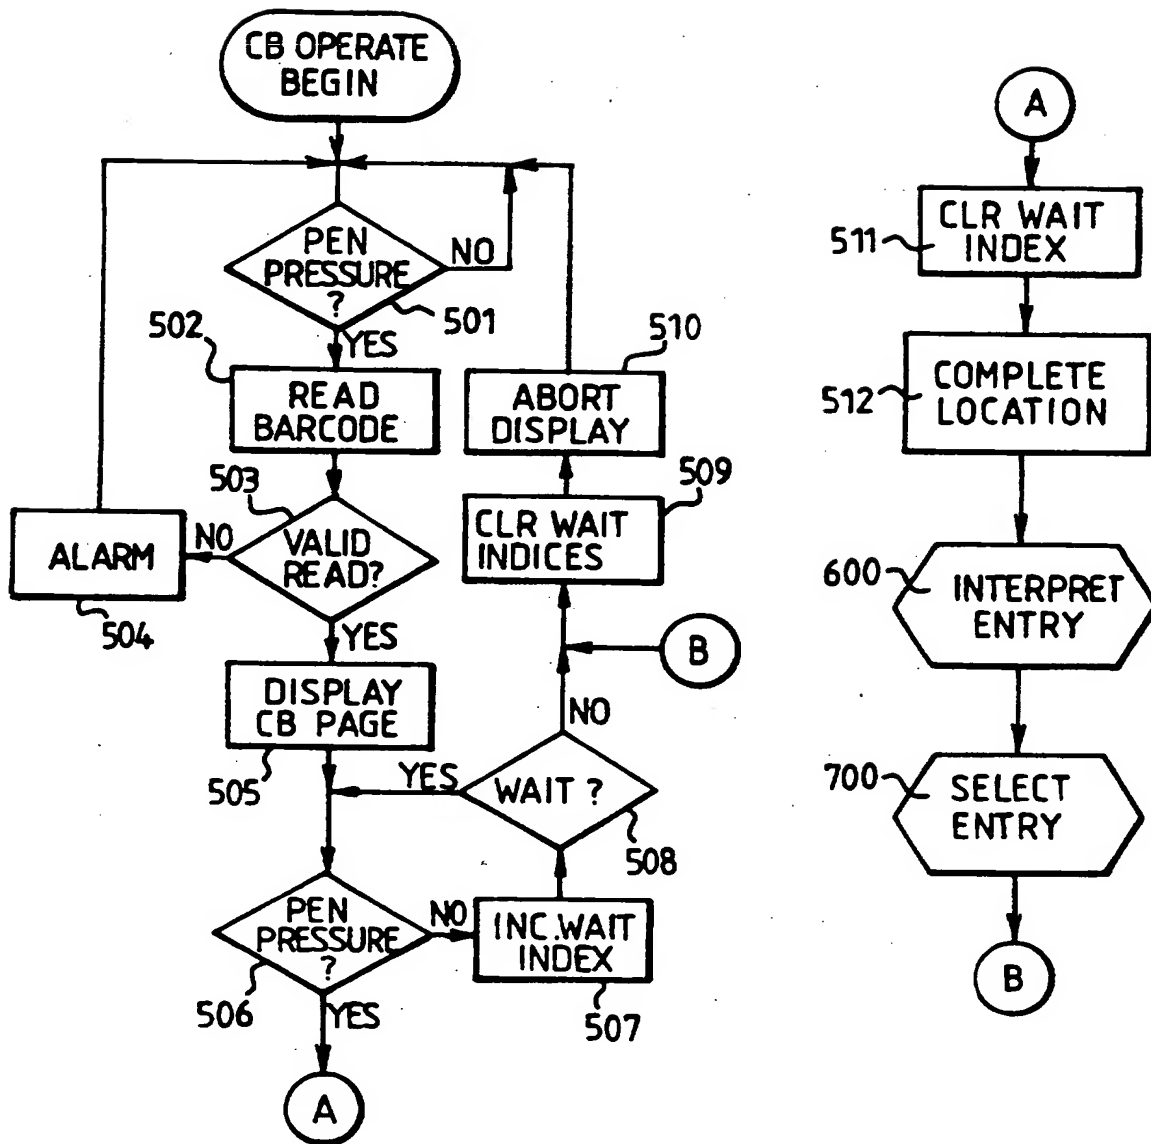 CB OPERATE
BEGIN
PEN
PRESSURE
?
NO
501
YES
502
READ
BARCODE
503
VALID
READ?
NO
ALARM
504
YES
DISPLAY
CB PAGE
505
PEN
PRESSURE
?
506
NO
YES
A
INC.WAIT
INDEX
507
WAIT ?
508
YES
NO
B
CLR WAIT
INDICES
509
ABORT
DISPLAY
510
A
CLR WAIT
INDEX
511
COMPLETE
LOCATION
512
INTERPRET
ENTRY
600
SELECT
ENTRY
700
B